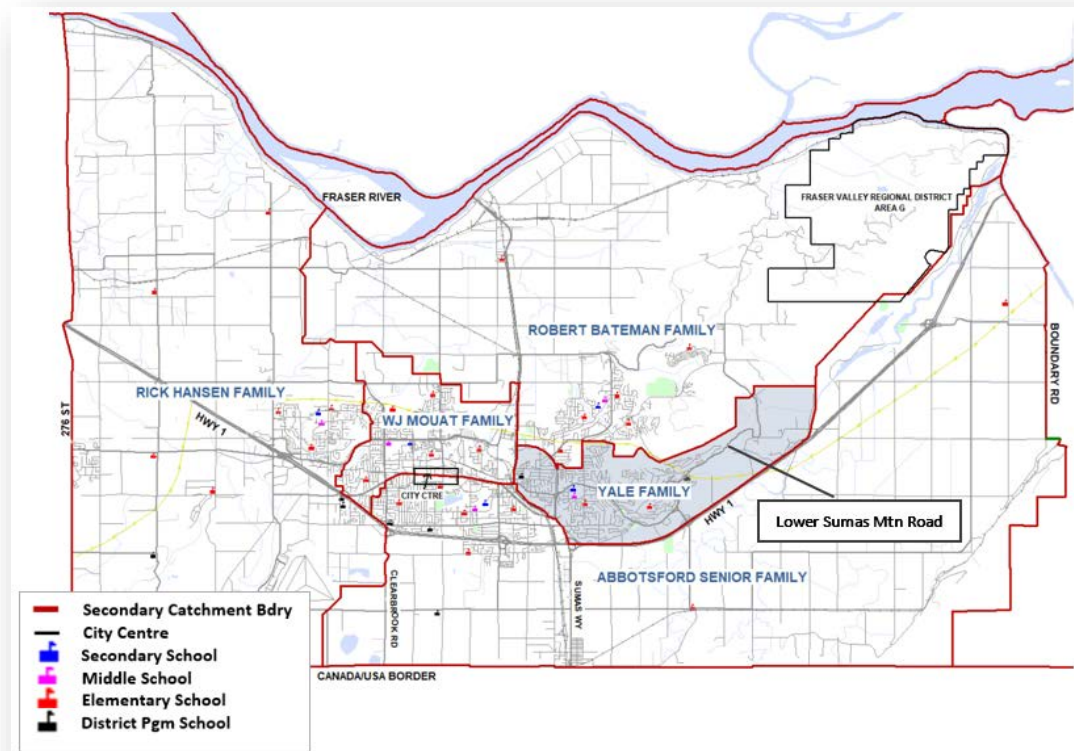 FRASER RIVER
FRASER VALLEY REGIONAL DISTRICT
AREA G
ROBERT BATEMAN FAMILY
BOUNDARY RD
276 ST
RICK HANSEN FAMILY
HWY 1
WJ MOUAT FAMILY
CITY CTRE
YALE FAMILY
HWY 1
Lower Sumas Mtn Road
ABBOTSFORD SENIOR FAMILY
CLEARBROOK RD
SUMAS WY
CANADA/USA BORDER
Secondary Catchment Bdry
City Centre
Secondary School
Middle School
Elementary School
District Pgm School